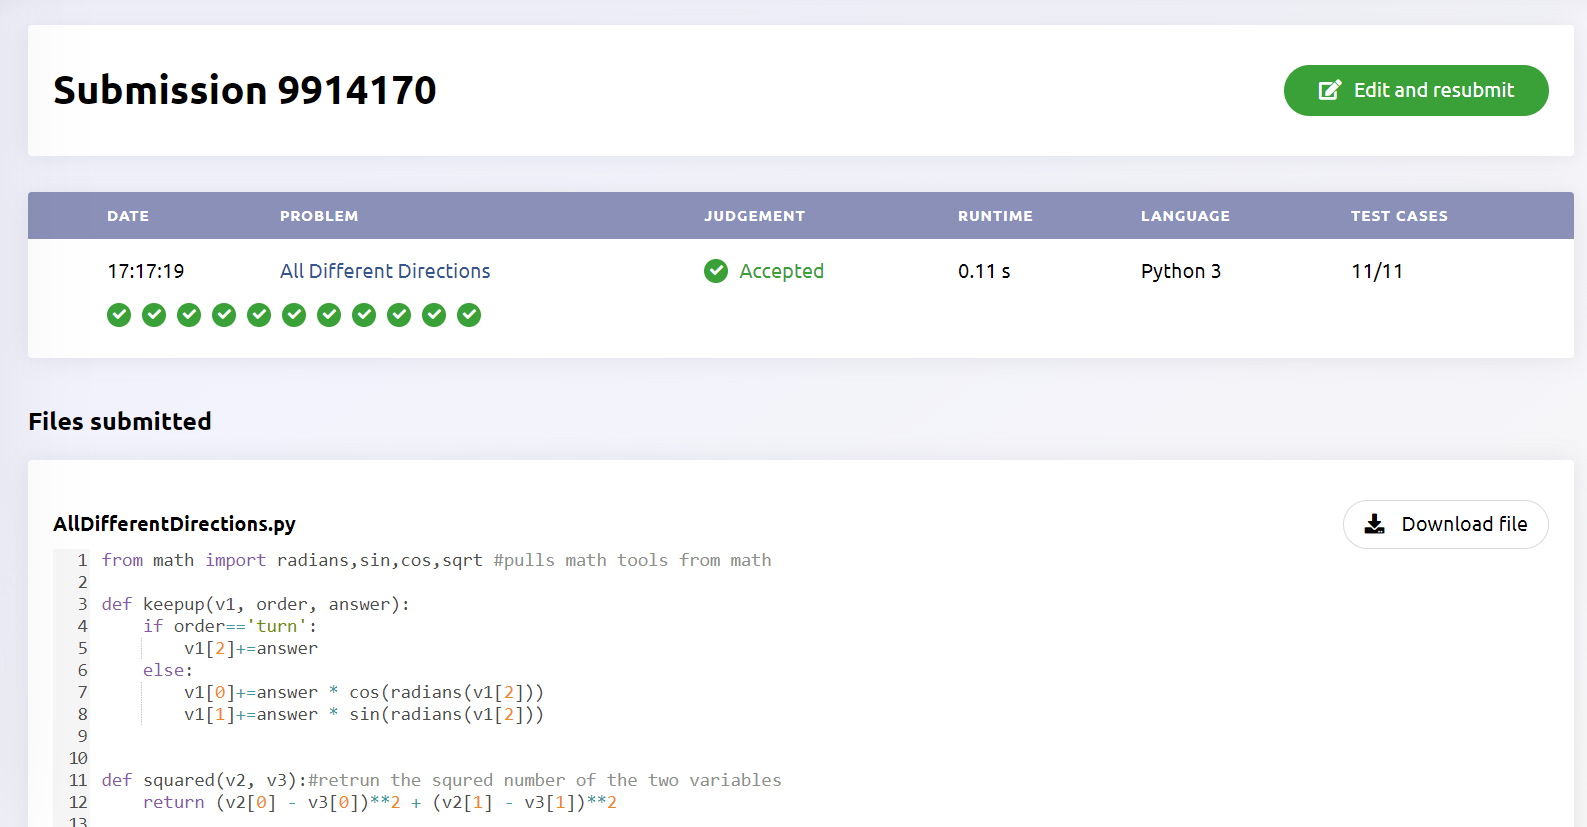 Submission 9914170
Edit and resubmit
DATE PROBLEM JUDGEMENT RUNTIME LANGUAGE TEST CASES
17:17:19 All Different Directions Accepted 0.11 s Python 3 11/11
Files submitted
AllDifferentDirections.py
Download file
1 from math import radians,sin,cos,sqrt #pulls math tools from math
2
3 def keepup(v1, order, answer):
4     if order=='turn':
5         v1[2]+=answer
6     else:
7         v1[0]+=answer * cos(radians(v1[2]))
8         v1[1]+=answer * sin(radians(v1[2]))
9
10
11 def squared(v2, v3):#retrun the squred number of the two variables
12     return (v2[0] - v3[0])**2 + (v2[1] - v3[1])**2
13